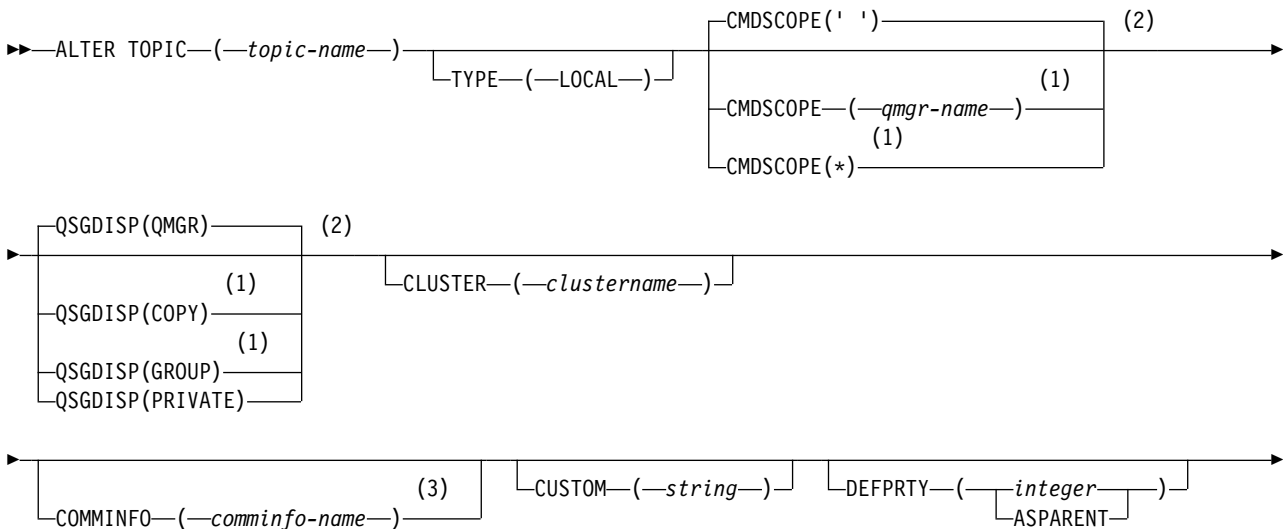 CMDSCOPE(' ') (2)
ALTER TOPIC ( topic-name )
TYPE ( LOCAL )
(1)
CMDSCOPE ( qmgr-name )
(1)
CMDSCOPE(*)
QSGDISP(QMGR) (2)
CLUSTER ( clustername )
(1)
QSGDISP(COPY)
(1)
QSGDISP(GROUP)
QSGDISP(PRIVATE)
(3)
COMMINFO ( comminfo-name )
CUSTOM ( string )
DEFPRTY ( integer )
ASPARENT